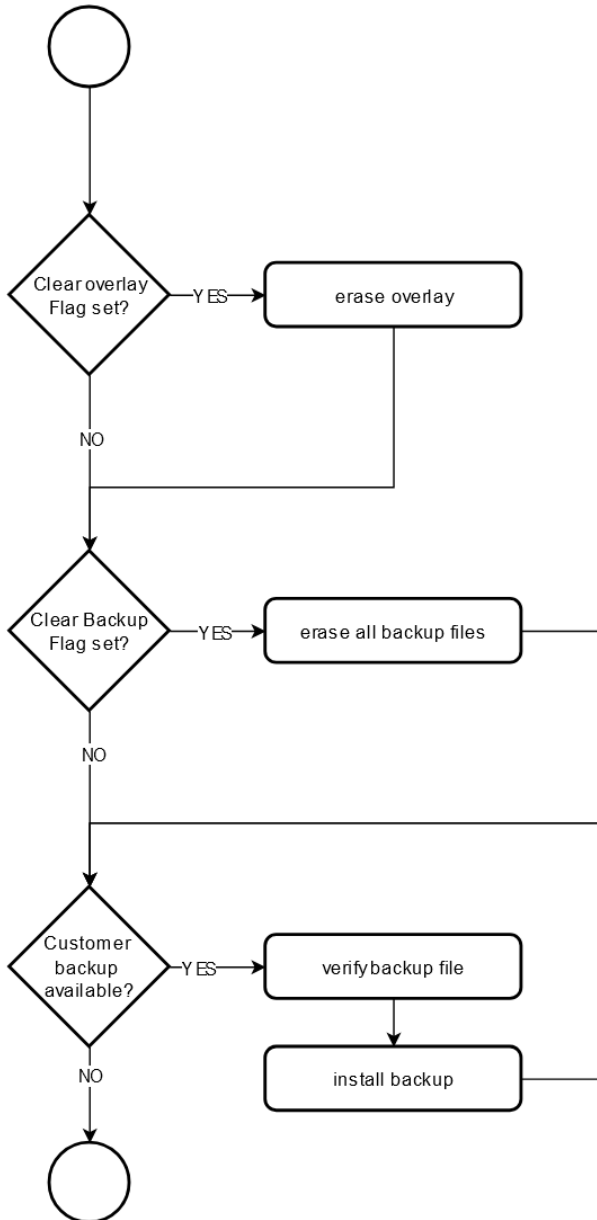 Clear overlay
Flag set?
YES
erase overlay
NO
Clear Backup
Flag set?
YES
erase all backup files
NO
Customer
backup
available?
YES
verify backup file
install backup
NO